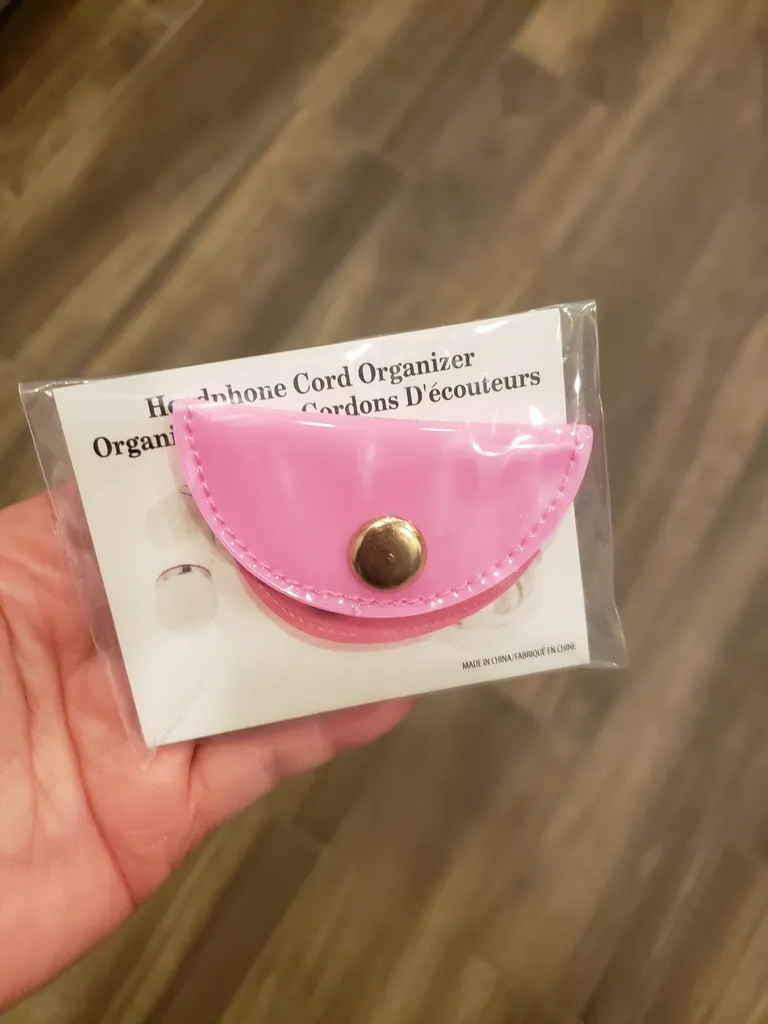 Headphone Cord Organizer
Cordons D'écouteurs
MADE IN CHINA/FABRIQUÉ EN CHINE